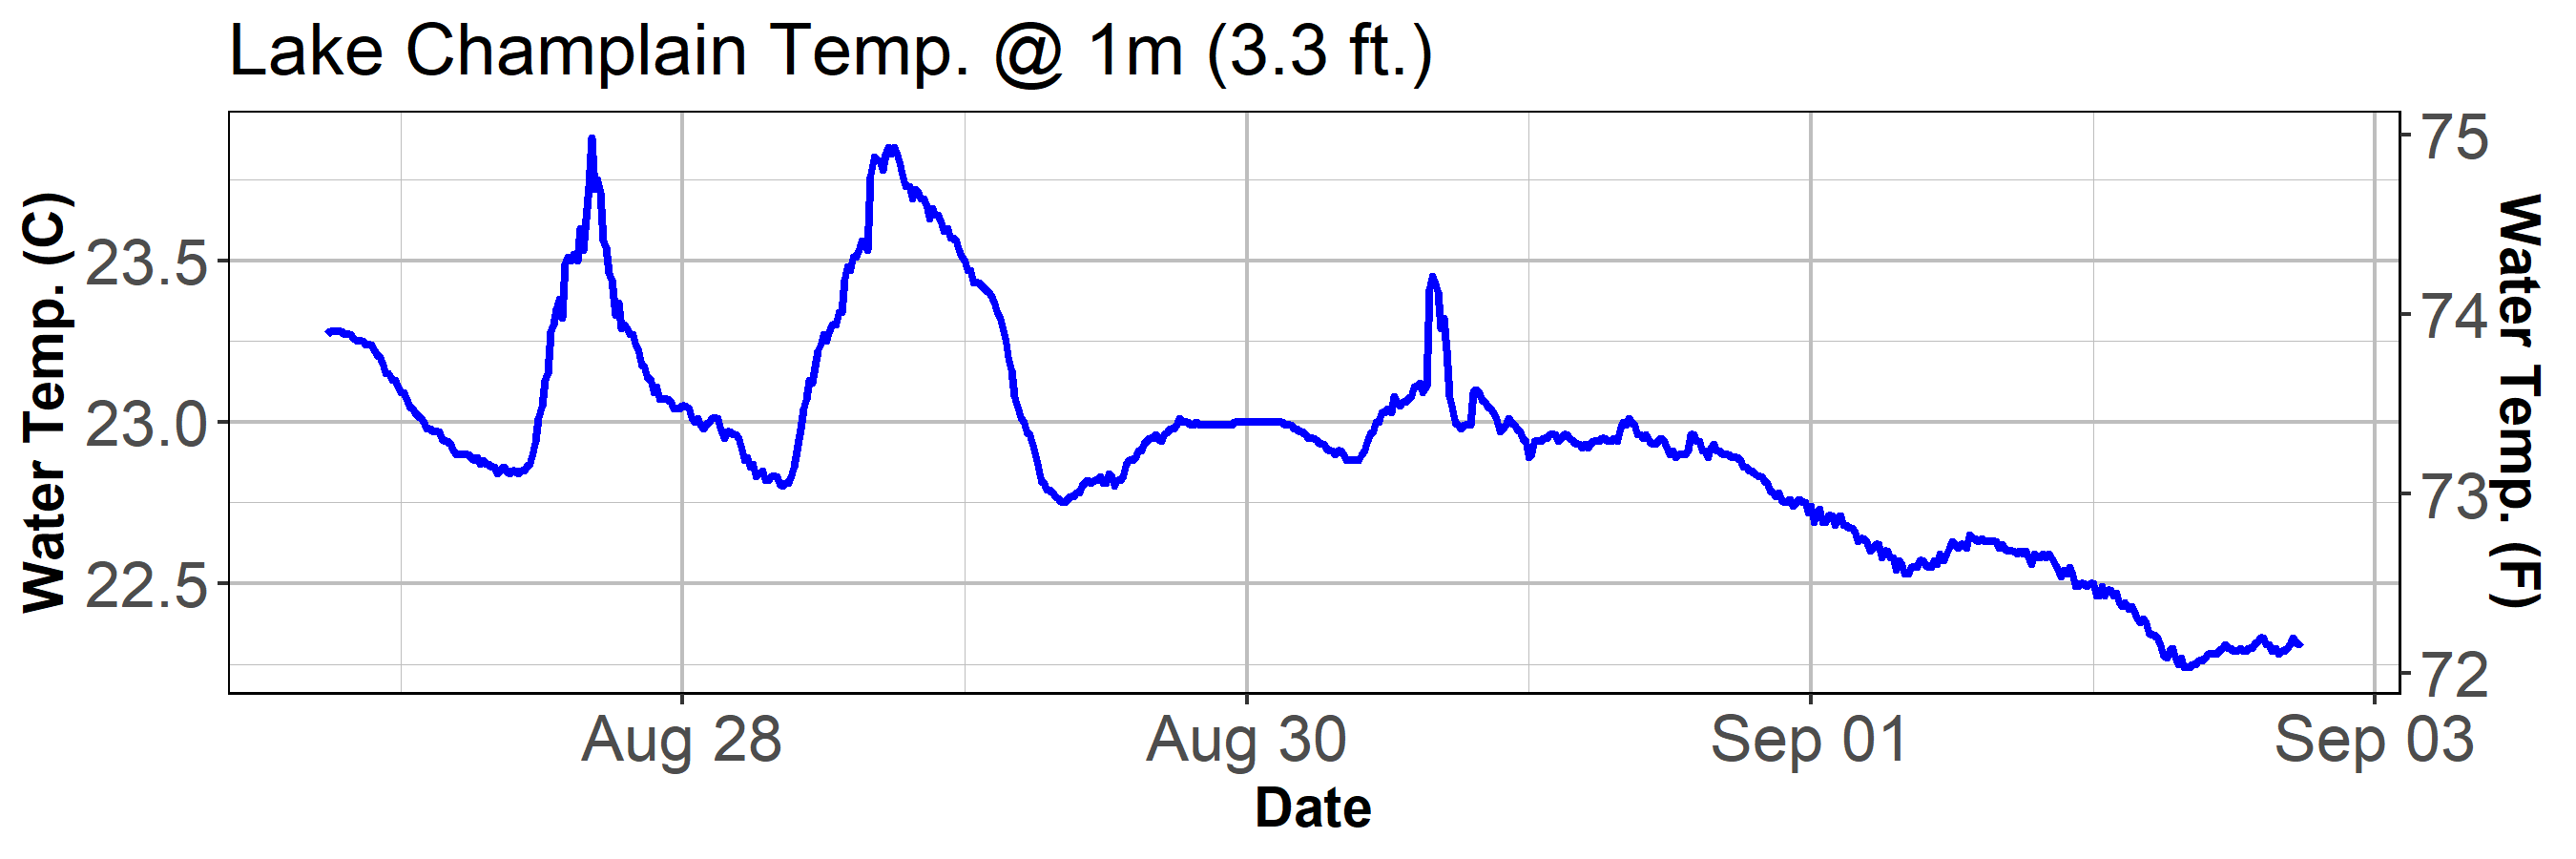 Lake Champlain Temp. @ 1m (3.3 ft.)
Water Temp. (C)
23.5
23.0
22.5
75
74
73
72
Water Temp. (F)
Aug 28
Aug 30
Sep 01
Sep 03
Date